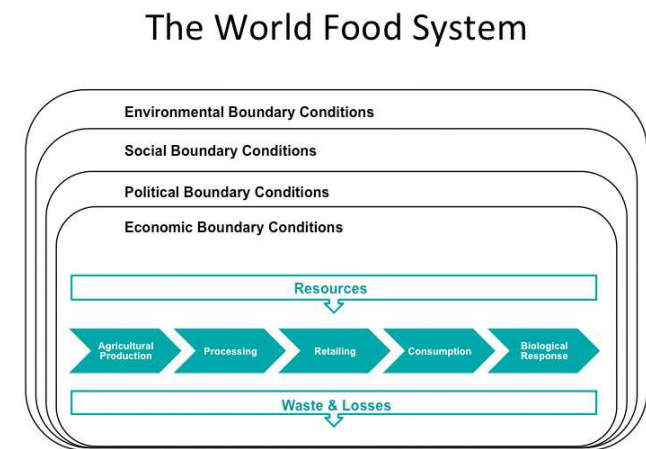 The World Food System
Environmental Boundary Conditions
Social Boundary Conditions
Political Boundary Conditions
Economic Boundary Conditions
Resources
Agricultural
Production
Processing
Retailing
Consumption
Biological
Response
Waste & Losses